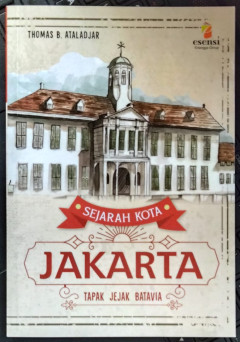 THOMAS B. ATALADJAR
esensi
SEJARAH KOTA
JAKARTA
TAPAK JEJAK BATAVIA